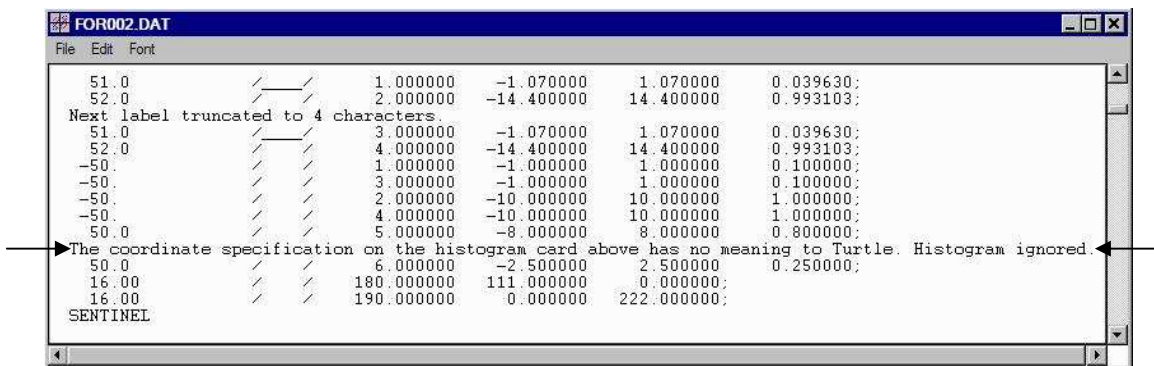 FOR002.DAT
File Edit Font
51.0 /____/ 1.000000 -1.070000 1.070000 0.039630;
52.0 / / 2.000000 -14.400000 14.400000 0.993103;
Next label truncated to 4 characters.
51.0 /____/ 3.000000 -1.070000 1.070000 0.039630;
52.0 / / 4.000000 -14.400000 14.400000 0.993103;
-50. / / 1.000000 -1.000000 1.000000 0.100000;
-50. / / 3.000000 -1.000000 1.000000 0.100000;
-50. / / 2.000000 -10.000000 10.000000 1.000000;
-50. / / 4.000000 -10.000000 10.000000 1.000000;
50.0 / / 5.000000 -8.000000 8.000000 0.800000;
The coordinate specification on the histogram card above has no meaning to Turtle. Histogram ignored.
50.0 / / 6.000000 -2.500000 2.500000 0.250000;
16.00 / / 180.000000 111.000000 0.000000;
16.00 / / 190.000000 0.000000 222.000000;
SENTINEL